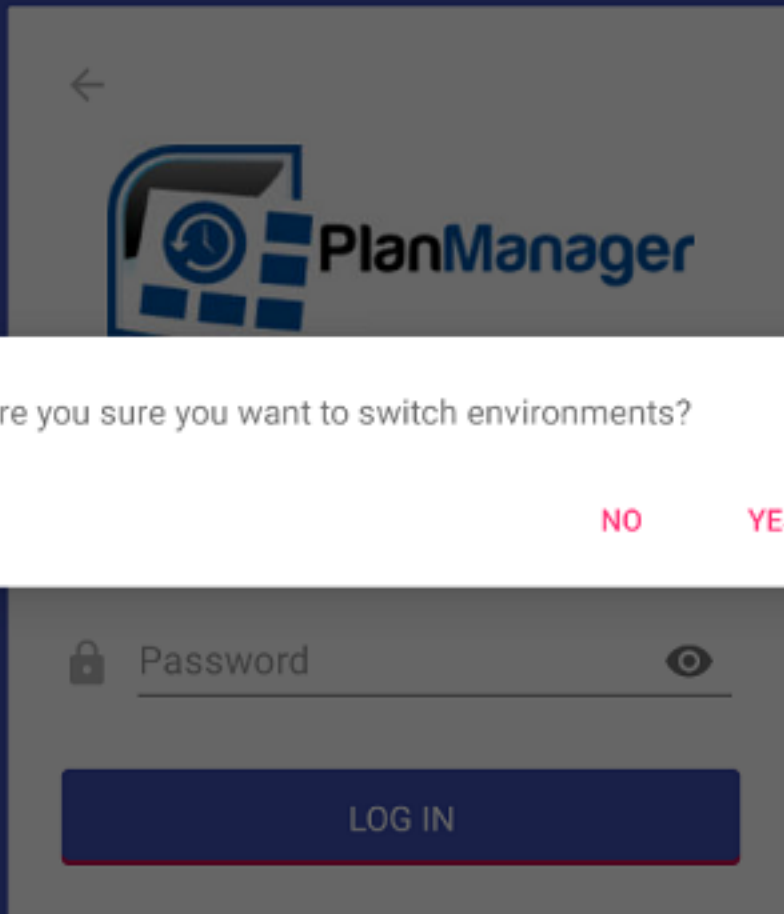 PlanManager
re you sure you want to switch environments?
NO YE
Password
LOG IN